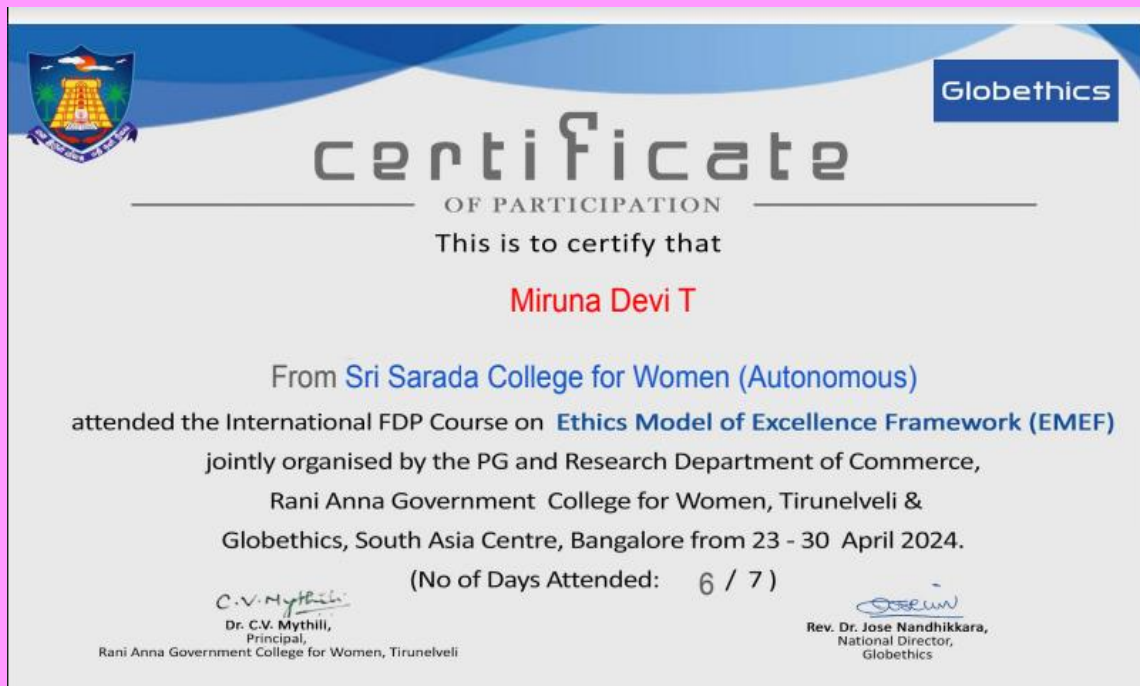 Globethics
certificate
OF PARTICIPATION
This is to certify that
Miruna Devi T
From Sri Sarada College for Women (Autonomous)
attended the International FDP Course on Ethics Model of Excellence Framework (EMEF)
jointly organised by the PG and Research Department of Commerce,
Rani Anna Government College for Women, Tirunelveli &
Globethics, South Asia Centre, Bangalore from 23 - 30 April 2024.
(No of Days Attended: 6 / 7)
C.V. Mythili
Dr. C.V. Mythili,
Principal,
Rani Anna Government College for Women, Tirunelveli
Rev. Dr. Jose Nandhikkara,
National Director,
Globethics